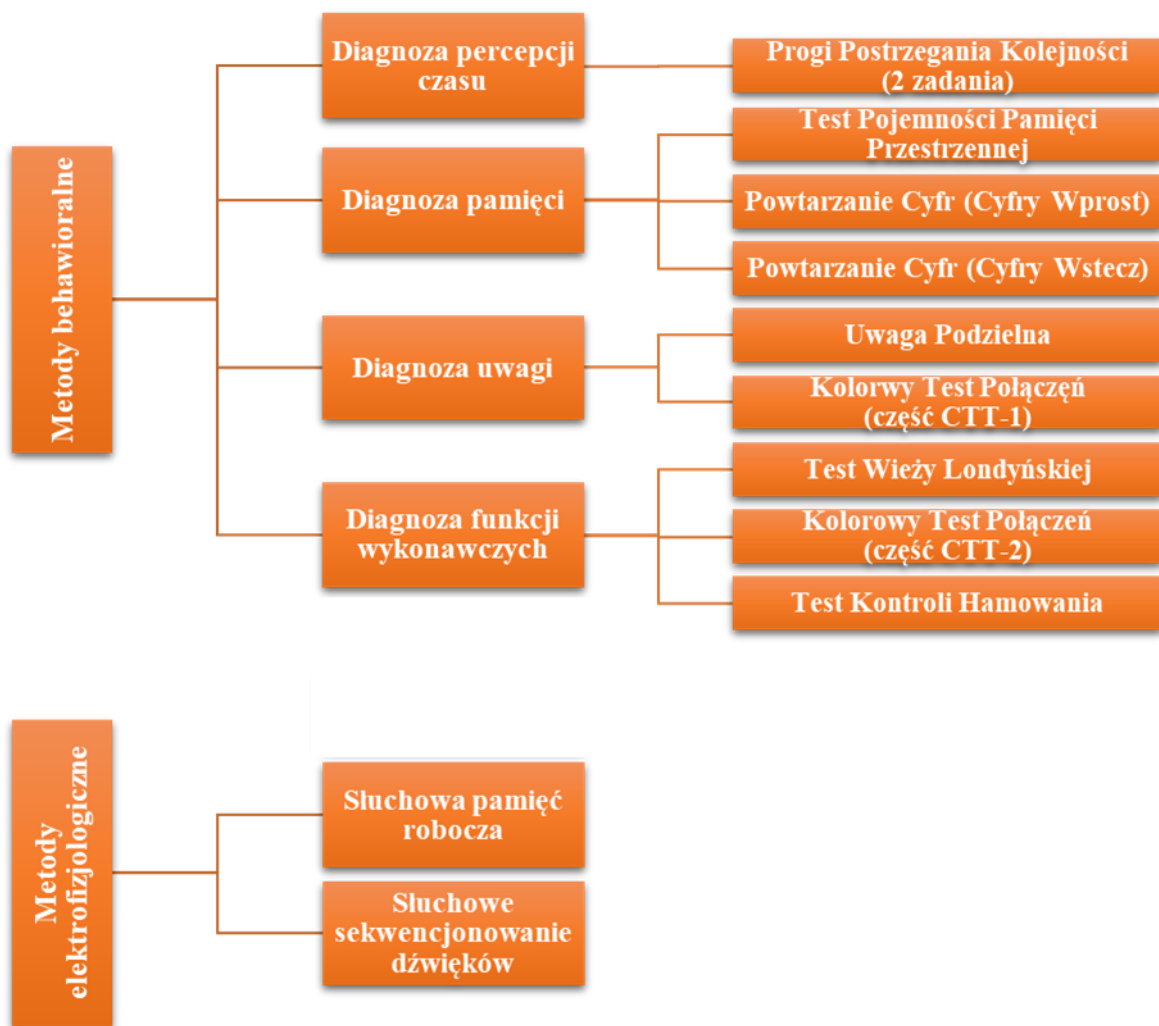 Metody behawioralne
Diagnoza percepcji
czasu
Progi Postrzegania Kolejności
(2 zadania)
Diagnoza pamięci
Test Pojemności Pamięci
Przestrzennej
Powtarzanie Cyfr (Cyfry Wprost)
Powtarzanie Cyfr (Cyfry Wstecz)
Diagnoza uwagi
Uwaga Podzielna
Kolorwy Test Połączęń
(część CTT-1)
Diagnoza funkcji
wykonawczych
Test Wieży Londyńskiej
Kolorowy Test Połączeń
(część CTT-2)
Test Kontroli Hamowania
Metody
elektrofizjologiczne
Słuchowa pamięć
robocza
Słuchowe
sekwencjonowanie
dźwięków